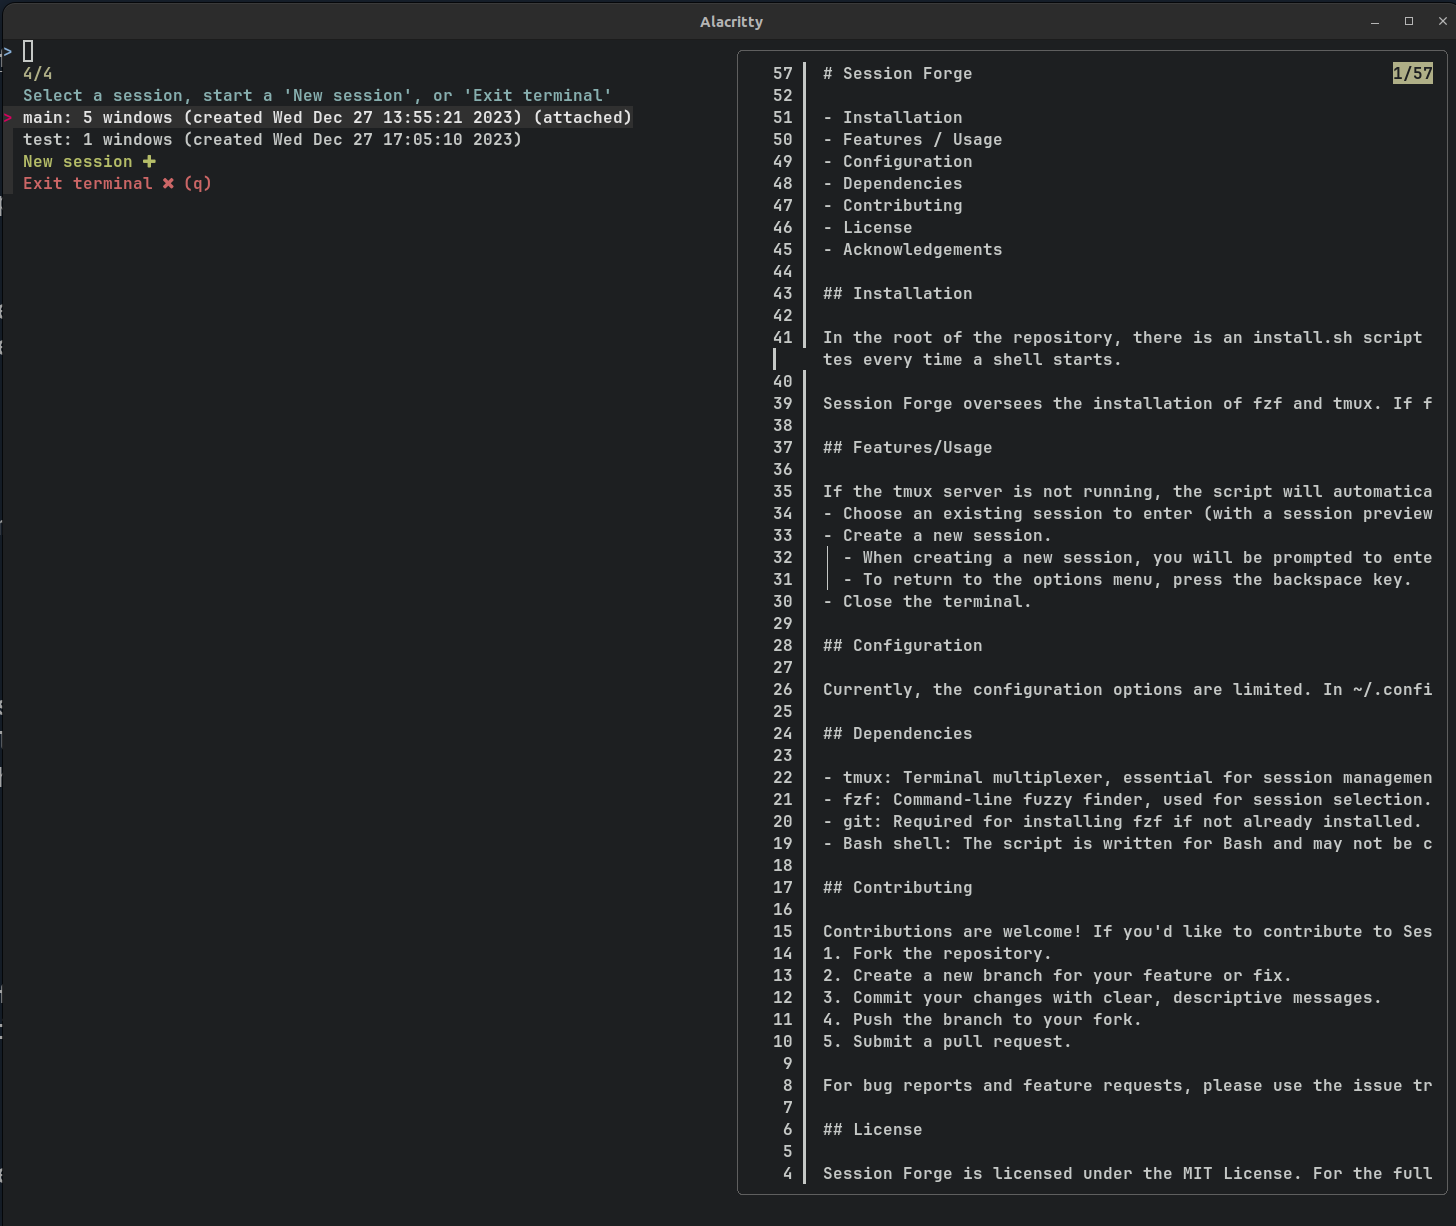 Alacritty
>
4/4
Select a session, start a 'New session', or 'Exit terminal'
> main: 5 windows (created Wed Dec 27 13:55:21 2023) (attached)
test: 1 windows (created Wed Dec 27 17:05:10 2023)
New session ✚
Exit terminal ✖ (q)
1/57
57 # Session Forge
52
51 - Installation
50 - Features / Usage
49 - Configuration
48 - Dependencies
47 - Contributing
46 - License
45 - Acknowledgements
44
43 ## Installation
42
41 In the root of the repository, there is an install.sh script
tes every time a shell starts.
40
39 Session Forge oversees the installation of fzf and tmux. If f
38
37 ## Features/Usage
36
35 If the tmux server is not running, the script will automatica
34 - Choose an existing session to enter (with a session preview
33 - Create a new session.
32 - When creating a new session, you will be prompted to ente
31 - To return to the options menu, press the backspace key.
30 - Close the terminal.
29
28 ## Configuration
27
26 Currently, the configuration options are limited. In ~/.confi
25
24 ## Dependencies
23
22 - tmux: Terminal multiplexer, essential for session managemen
21 - fzf: Command-line fuzzy finder, used for session selection.
20 - git: Required for installing fzf if not already installed.
19 - Bash shell: The script is written for Bash and may not be c
18
17 ## Contributing
16
15 Contributions are welcome! If you'd like to contribute to Ses
14 1. Fork the repository.
13 2. Create a new branch for your feature or fix.
12 3. Commit your changes with clear, descriptive messages.
11 4. Push the branch to your fork.
10 5. Submit a pull request.
9
8 For bug reports and feature requests, please use the issue tr
7
6 ## License
5
4 Session Forge is licensed under the MIT License. For the full